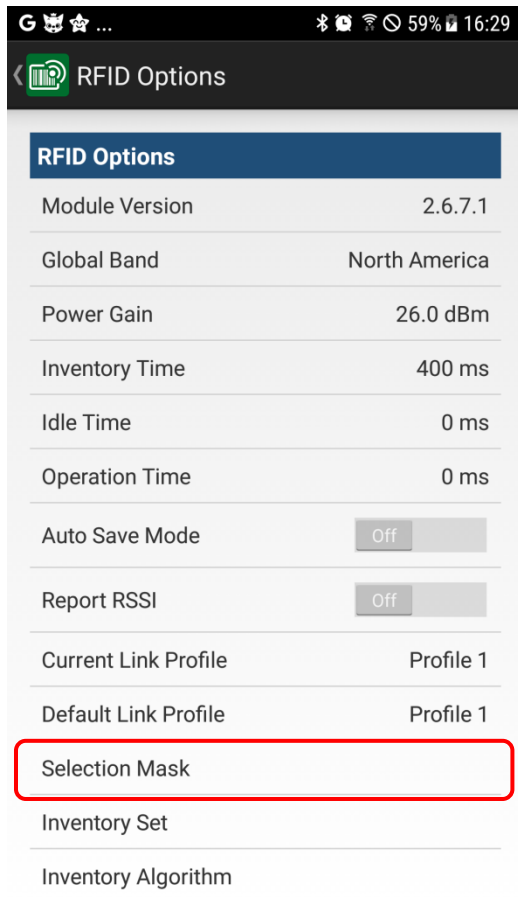 G ... 59% 16:29
RFID Options
RFID Options
Module Version 2.6.7.1
Global Band North America
Power Gain 26.0 dBm
Inventory Time 400 ms
Idle Time 0 ms
Operation Time 0 ms
Auto Save Mode Off
Report RSSI Off
Current Link Profile Profile 1
Default Link Profile Profile 1
Selection Mask
Inventory Set
Inventory Algorithm